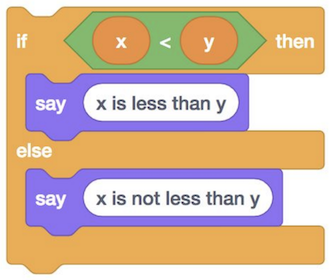 if x < y then
say x is less than y
else
say x is not less than y